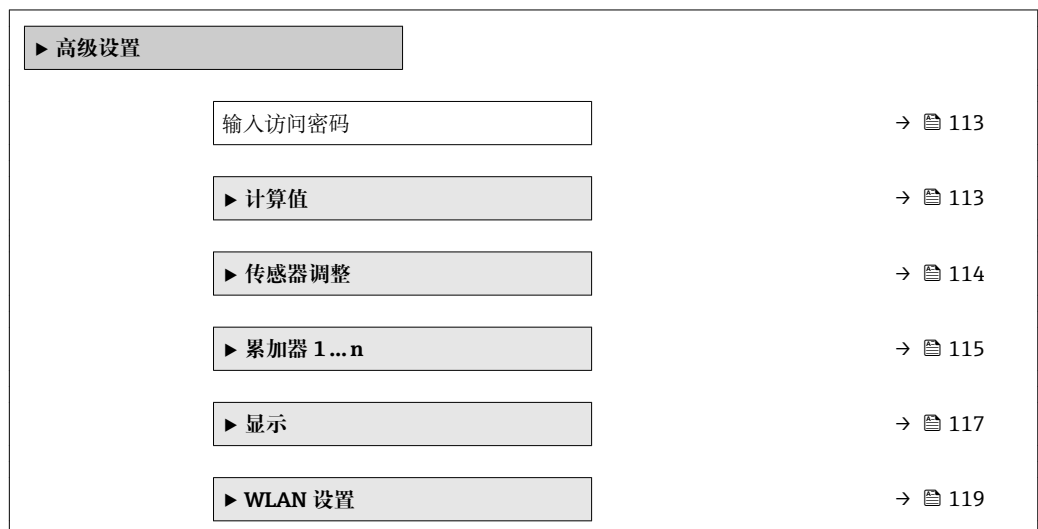 ▶ 高级设置
输入访问密码 → 🖹 113
▶ 计算值 → 🖹 113
▶ 传感器调整 → 🖹 114
▶ 累加器 1…n → 🖹 115
▶ 显示 → 🖹 117
▶ WLAN 设置 → 🖹 119